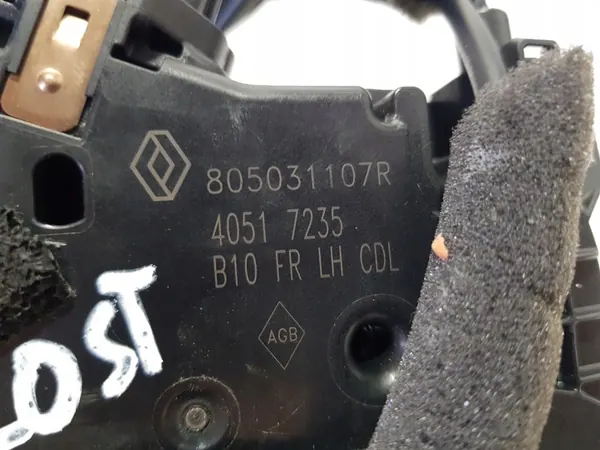 805031107R
4051 7235
B10 FR LH CDL
AGB
OST